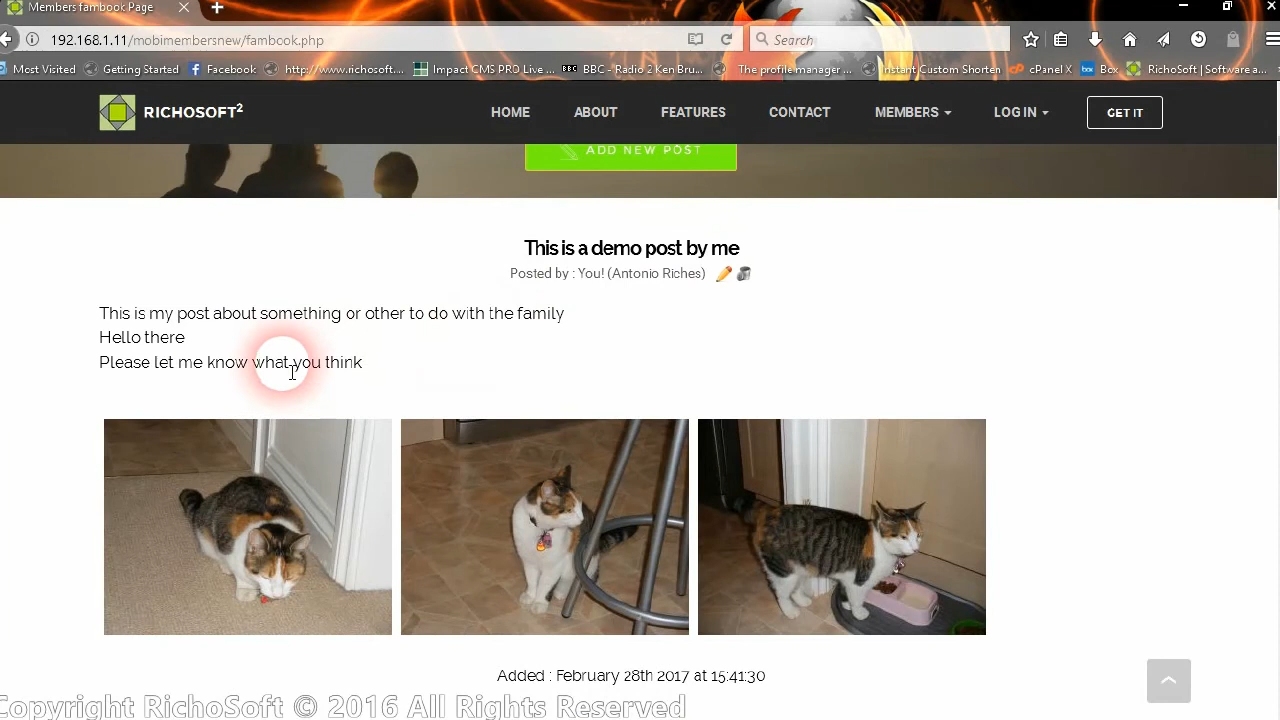 Members fambook Page
192.168.1.11/mobimembersnew/fambook.php
Search
Most Visited
Getting Started
Facebook
http://www.richosoft....
Impact CMS PRO Live ...
BBC BBC - Radio 2 Ken Bru...
The profile manager ...
Instant Custom Shorten
cPanel X
box Box
RichoSoft | Software a...
RICHOSOFT²
HOME
ABOUT
FEATURES
CONTACT
MEMBERS
LOG IN
GET IT
ADD NEW POST
This is a demo post by me
Posted by : You! (Antonio Riches)
This is my post about something or other to do with the family
Hello there
Please let me know what you think
Added : February 28th 2017 at 15:41:30
Copyright RichoSoft © 2016 All Rights Reserved